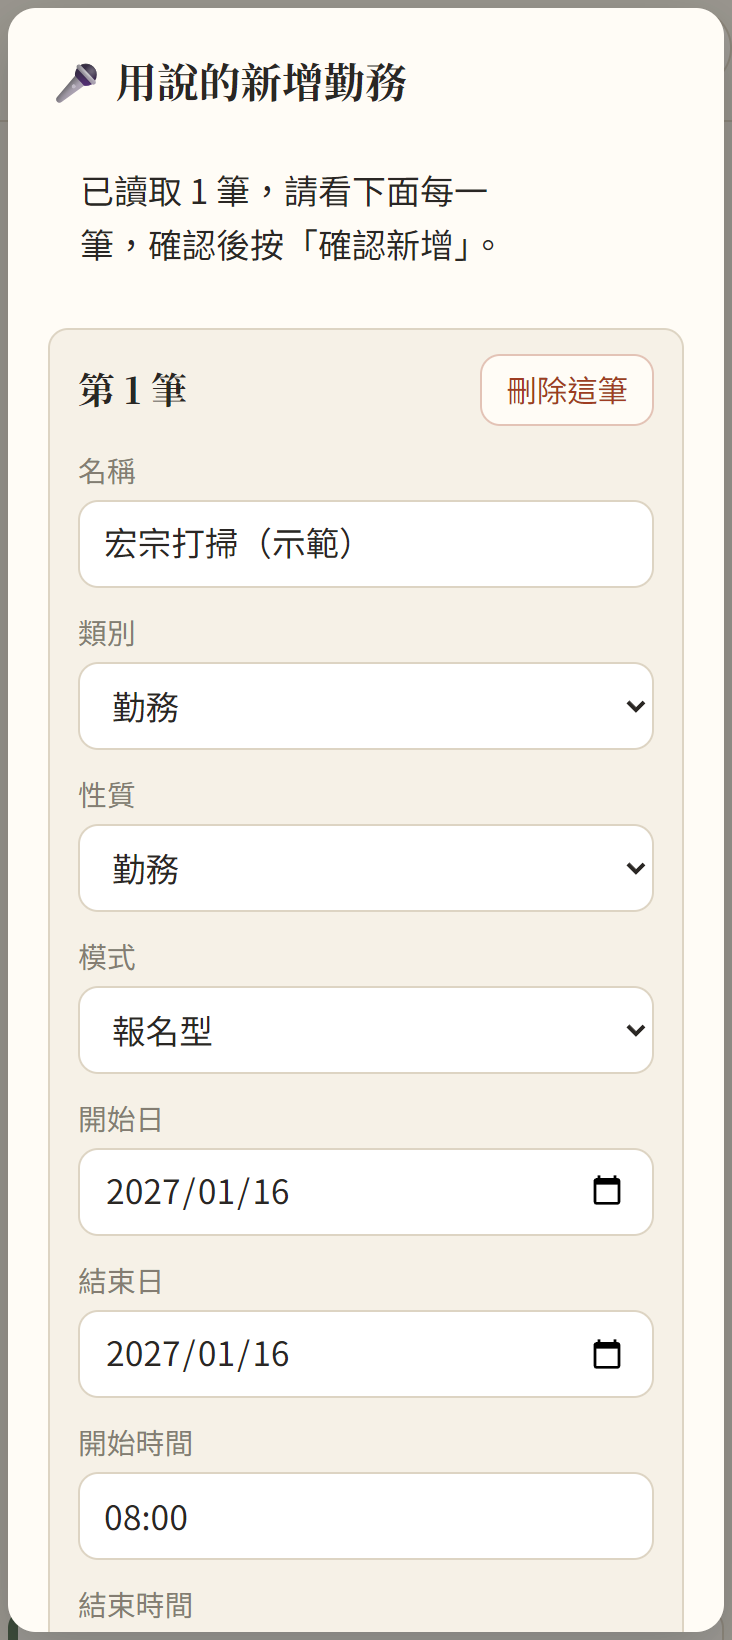 用說的新增勤務
已讀取 1 筆，請看下面每一
筆，確認後按「確認新增」。
第 1 筆
刪除這筆
名稱
宏宗打掃（示範）
類別
勤務
性質
勤務
模式
報名型
開始日
2027/01/16
結束日
2027/01/16
開始時間
08:00
結束時間